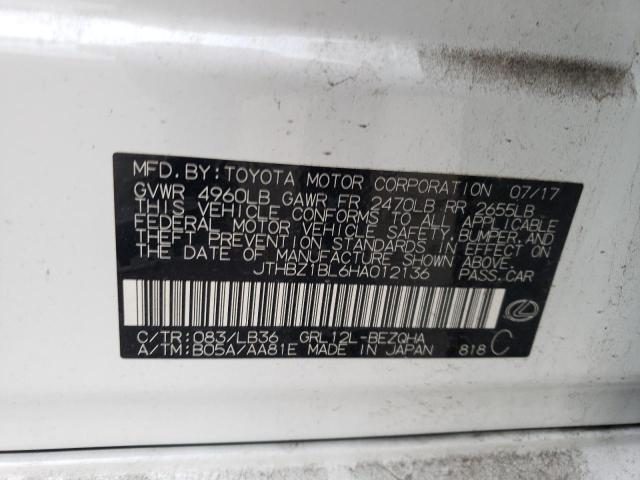 MFD. BY: TOYOTA MOTOR CORPORATION 07/17
GVWR 4960LB GAWR FR 2470LB RR 2655LB
THIS VEHICLE CONFORMS TO ALL APPLICABLE
FEDERAL MOTOR VEHICLE SAFETY, BUMPER, AND
THEFT PREVENTION STANDARDS IN EFFECT ON
THE DATE OF MANUFACTURE SHOWN ABOVE.
JTHBZ1BL6HA012136 PASS.CAR
C/TR: 083/LB36 GRL12L-BEZQHA
A/TM: B05A/AA81E MADE IN JAPAN 818 C